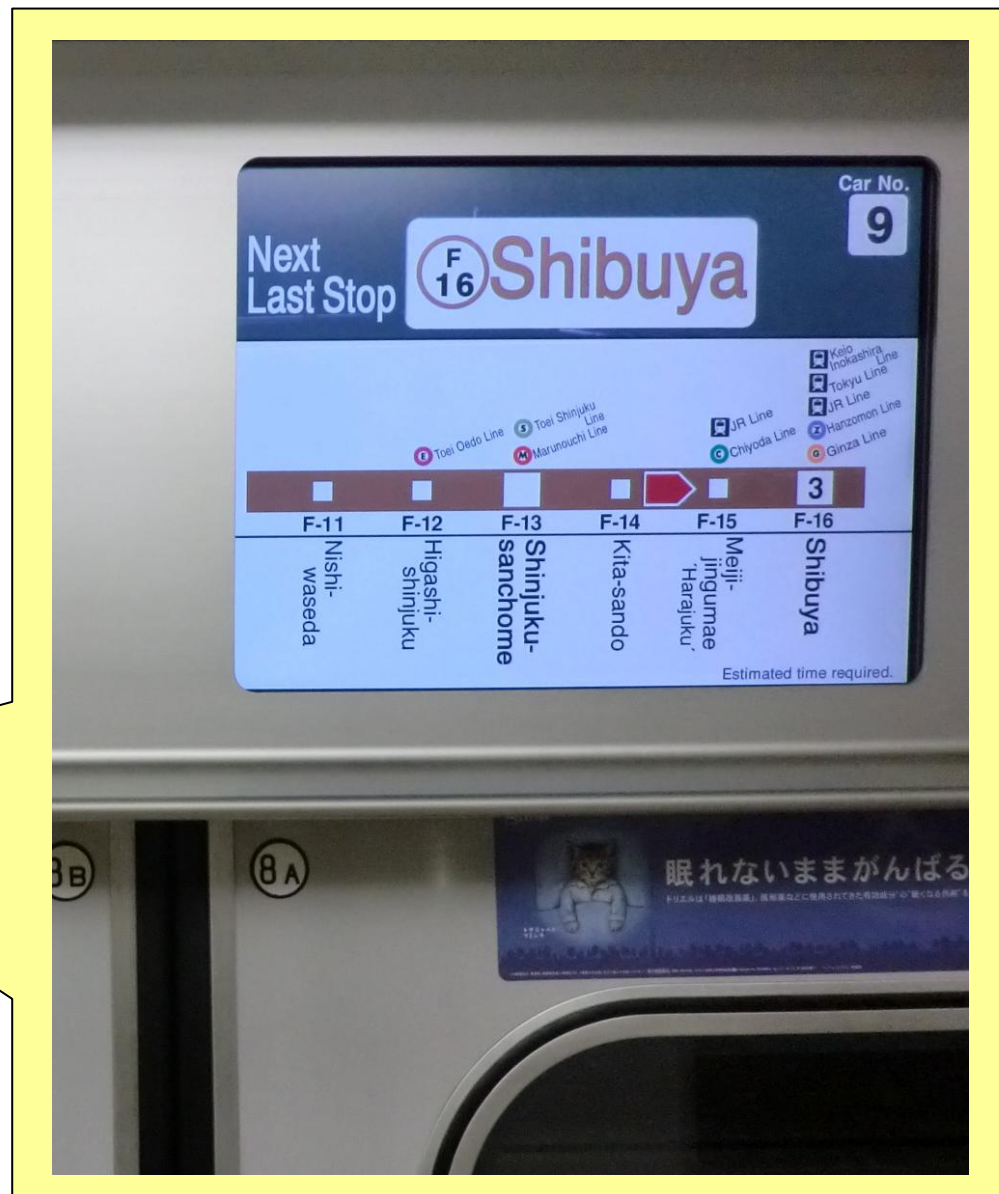 Car No.
9
Next
Last Stop
F
16
Shibuya
Keio
Inokashira
Line
Tokyu Line
JR Line
Z Hanzomon Line
G Ginza Line
E Toei Oedo Line
S Toei Shinjuku
Line
M Marunouchi Line
JR Line
C Chiyoda Line
3
F-11
F-12
F-13
F-14
F-15
F-16
Nishi-
waseda
Higashi-
shinjuku
Shinjuku-
sanchome
Kita-sando
Meiji-
jingumae
'Harajuku'
Shibuya
Estimated time required.
8A
眠れないままがんばる